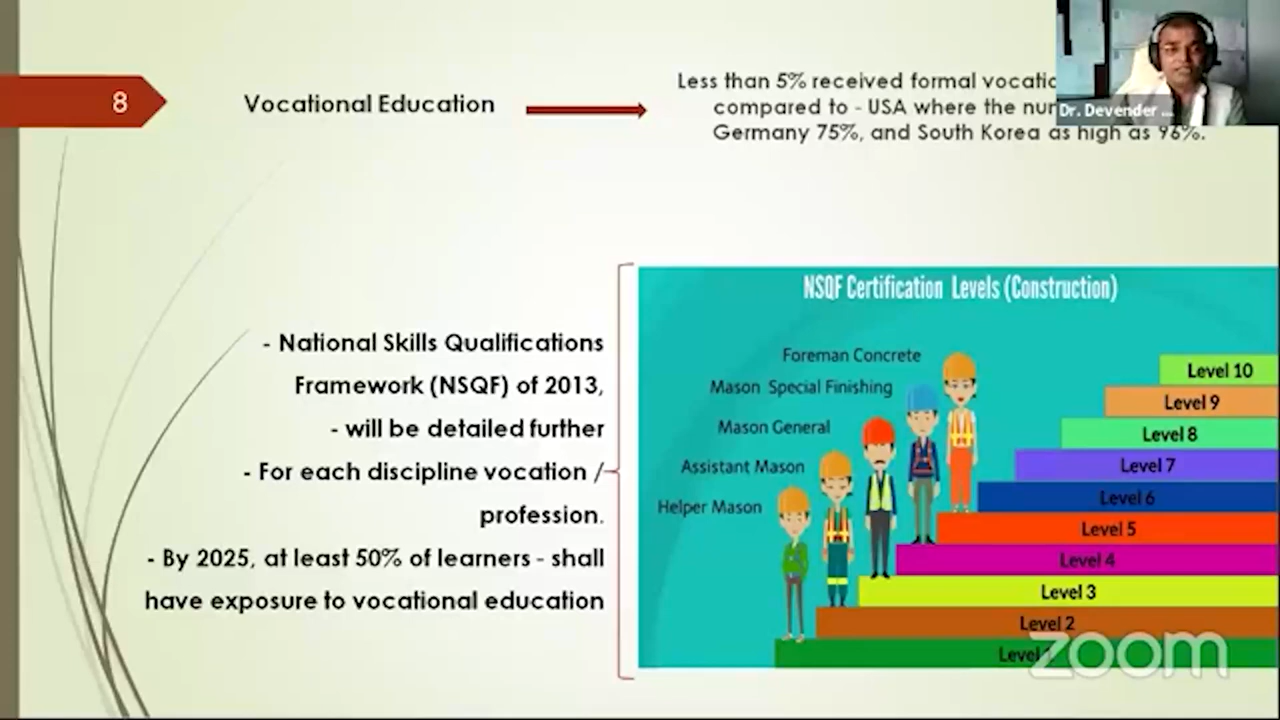 8
Vocational Education
Less than 5% received formal
compared to - USA where the
Germany 75%, and South Korea as high as 96%.
Dr. Devender ...
- National Skills Qualifications
Framework (NSQF) of 2013,
- will be detailed further
- For each discipline vocation /
profession.
- By 2025, at least 50% of learners - shall
have exposure to vocational education
NSQF Certification Levels (Construction)
Foreman Concrete
Mason Special Finishing
Mason General
Assistant Mason
Helper Mason
Level 10
Level 9
Level 8
Level 7
Level 6
Level 5
Level 4
Level 3
Level 2
Level
zoom